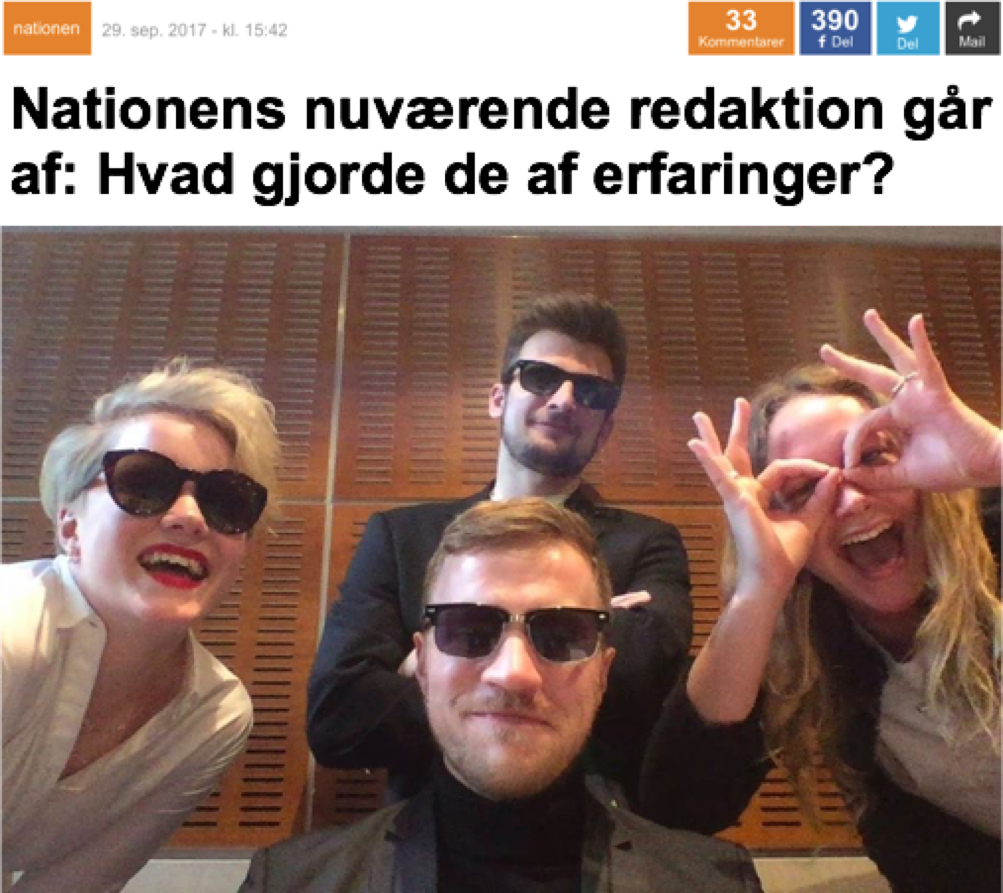 nationen 29. sep. 2017 - kl. 15:42
33
Kommentarer
390
f Del
Del
Mail
Nationens nuværende redaktion går
af: Hvad gjorde de af erfaringer?